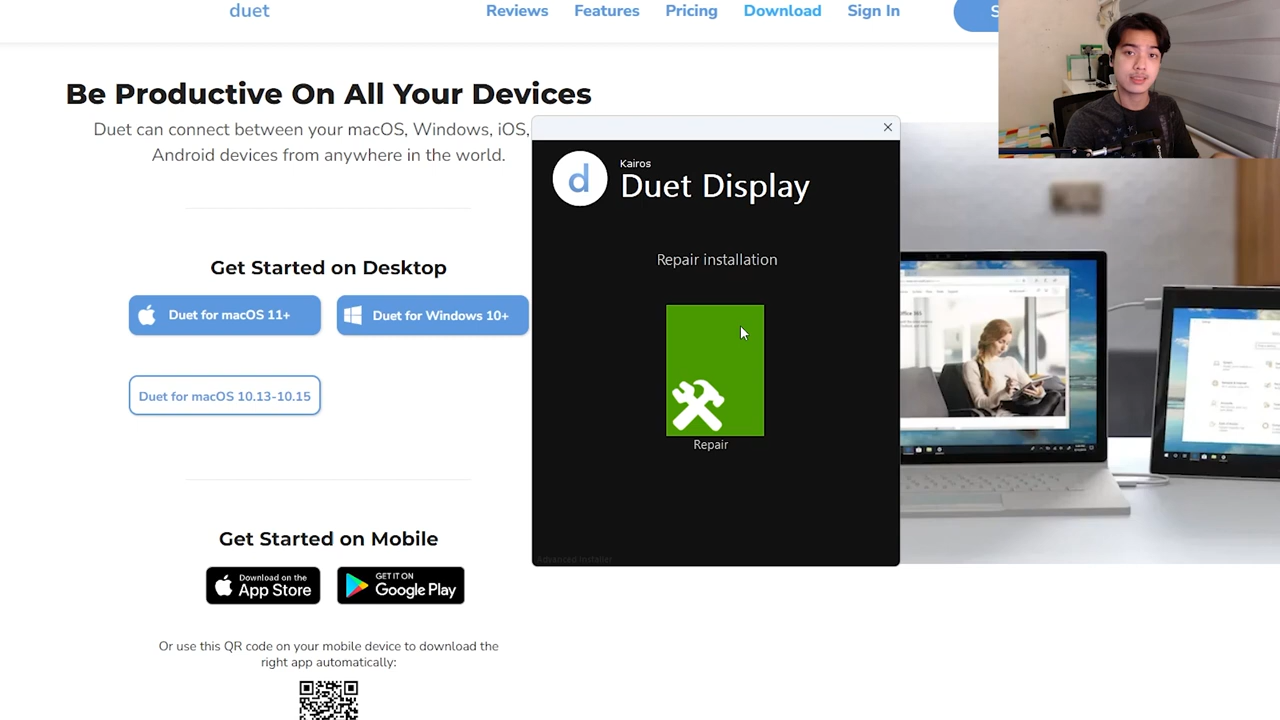 duet
Reviews
Features
Pricing
Download
Sign In
S
Be Productive On All Your Devices
Duet can connect between your macOS, Windows, iOS,
Android devices from anywhere in the world.
Get Started on Desktop
Duet for macOS 11+
Duet for Windows 10+
Duet for macOS 10.13-10.15
Get Started on Mobile
Download on the
App Store
GET IT ON
Google Play
Or use this QR code on your mobile device to download the
right app automatically:
d
Kairos
Duet Display
Repair installation
Repair
Advanced Installer